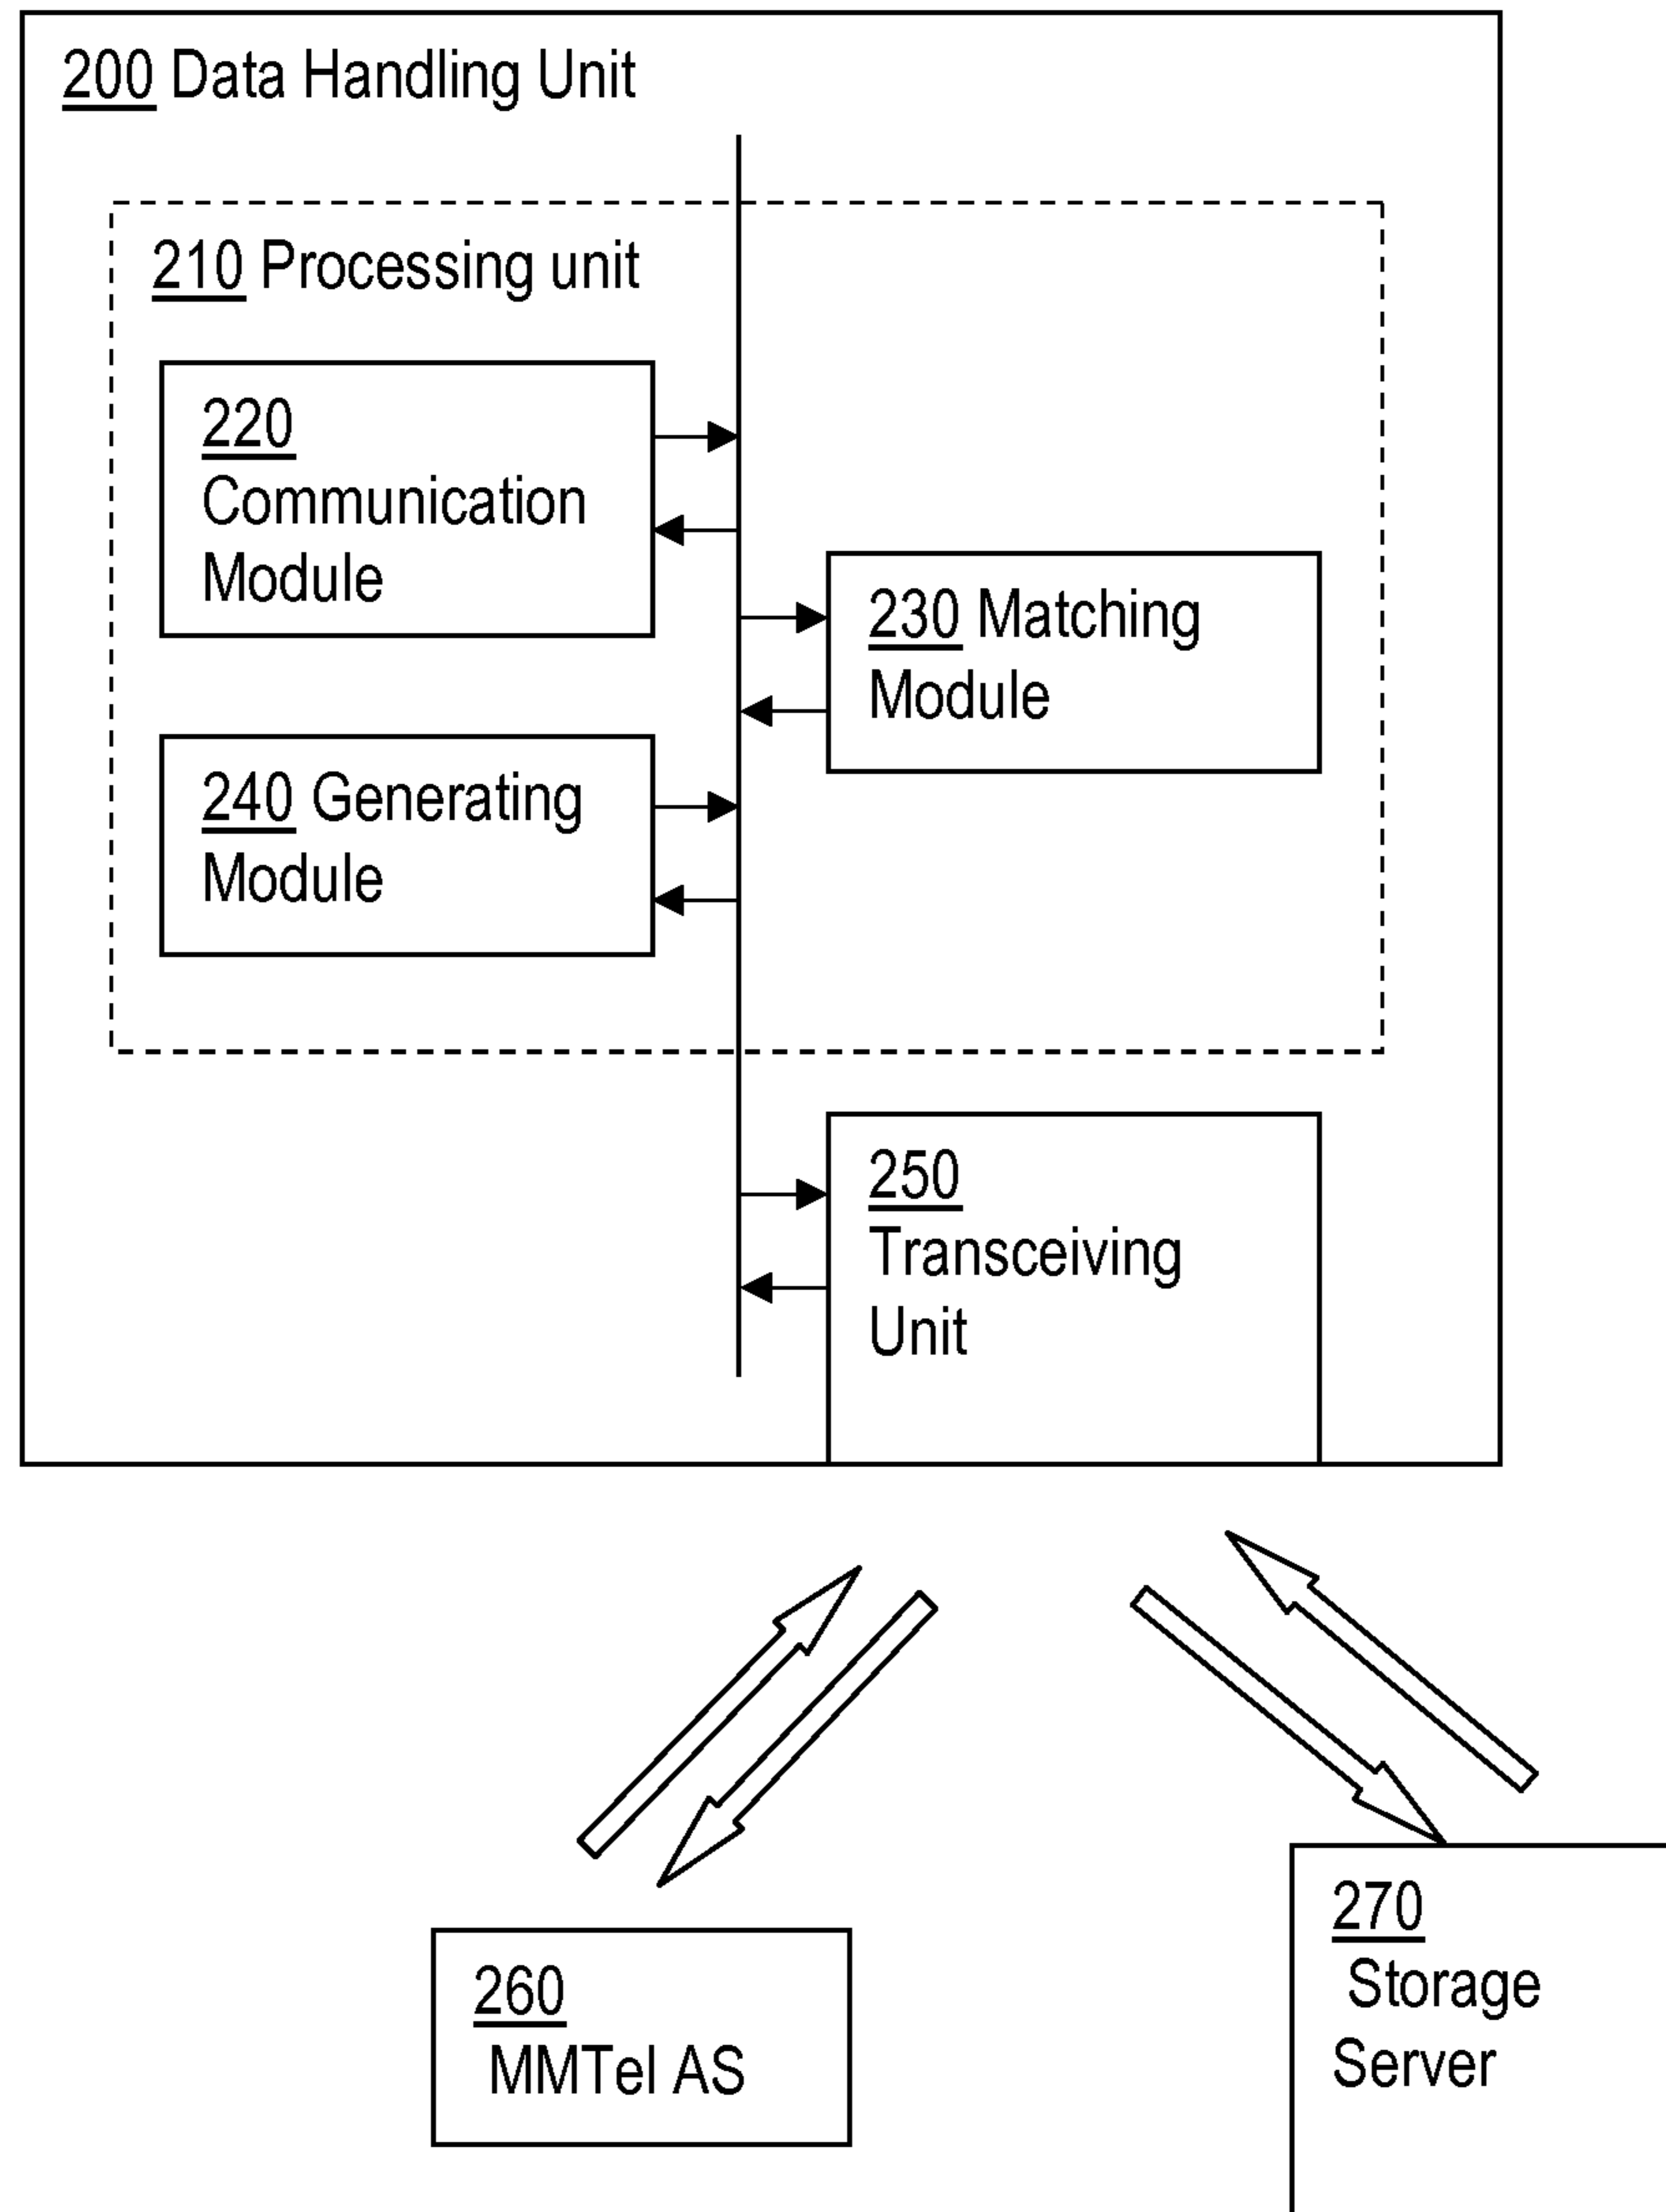 200 Data Handling Unit
210 Processing unit
220
Communication
Module
230 Matching
Module
240 Generating
Module
250
Transceiving
Unit
260
MMTel AS
270
Storage
Server